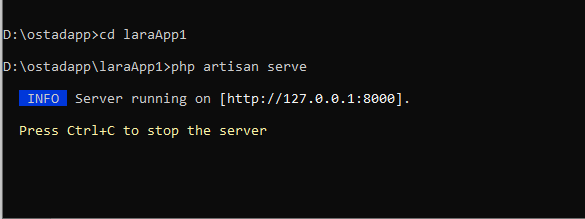 D:\ostadapp>cd laraApp1
D:\ostadapp\laraApp1>php artisan serve
INFO Server running on [http://127.0.0.1:8000].
Press Ctrl+C to stop the server